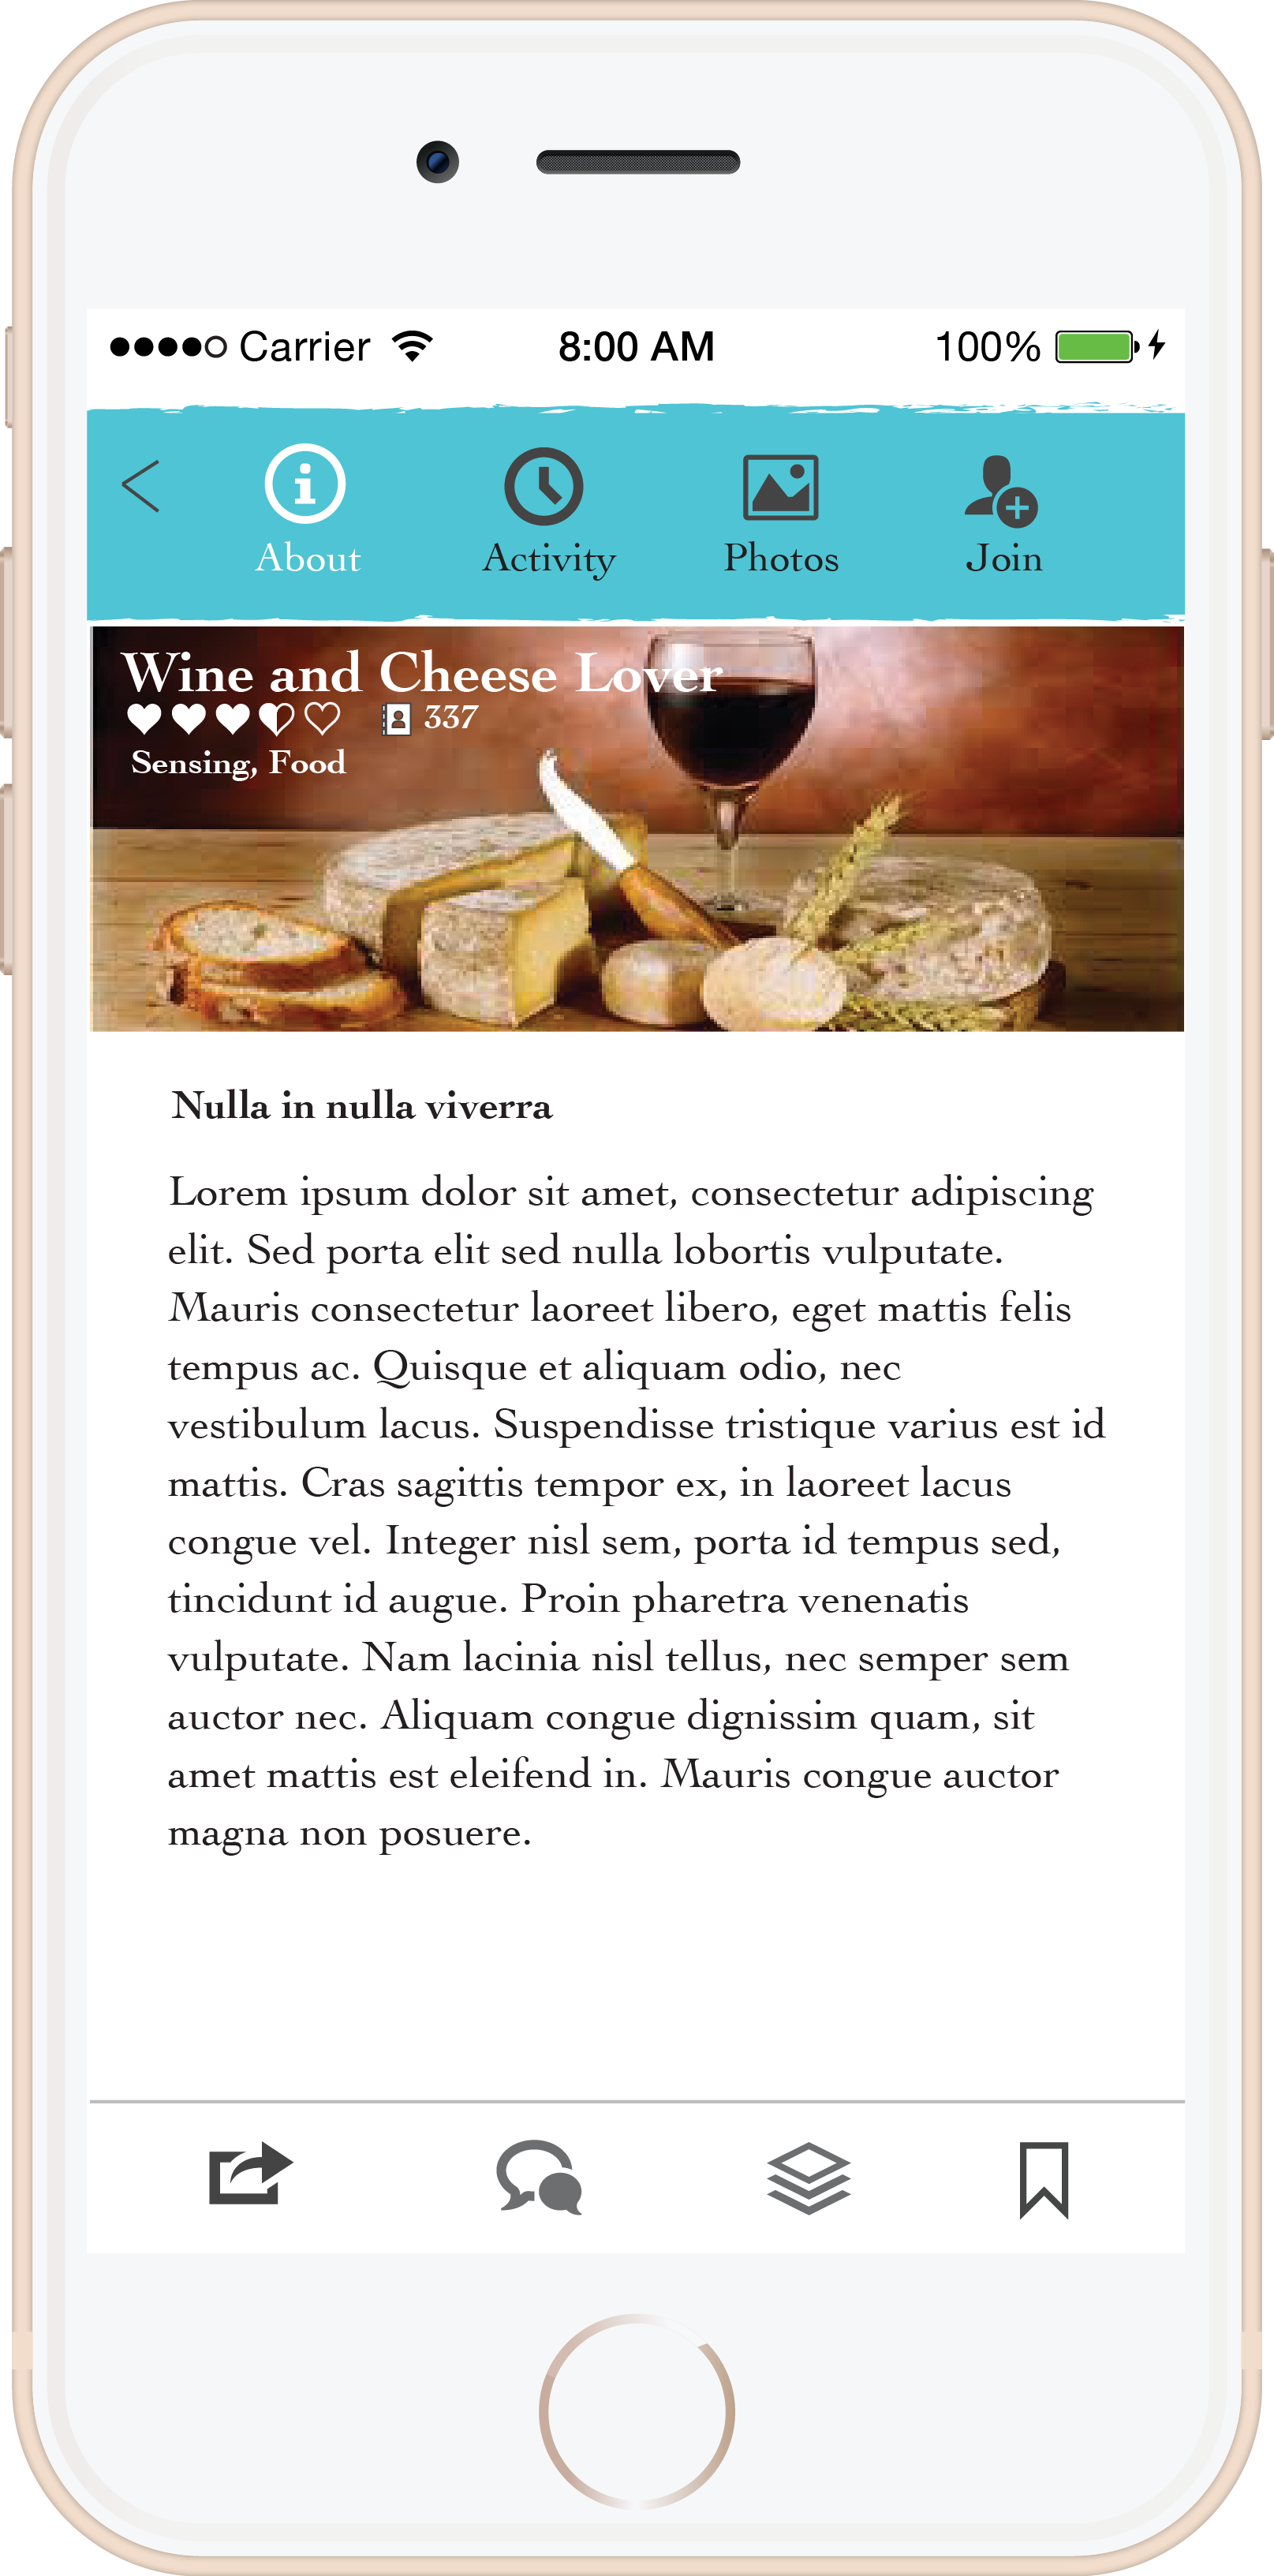 Carrier 8:00 AM 100%
About Activity Photos Join
Wine and Cheese Lover
337
Sensing, Food
Nulla in nulla viverra
Lorem ipsum dolor sit amet, consectetur adipiscing
elit. Sed porta elit sed nulla lobortis vulputate.
Mauris consectetur laoreet libero, eget mattis felis
tempus ac. Quisque et aliquam odio, nec
vestibulum lacus. Suspendisse tristique varius est id
mattis. Cras sagittis tempor ex, in laoreet lacus
congue vel. Integer nisl sem, porta id tempus sed,
tincidunt id augue. Proin pharetra venenatis
vulputate. Nam lacinia nisl tellus, nec semper sem
auctor nec. Aliquam congue dignissim quam, sit
amet mattis est eleifend in. Mauris congue auctor
magna non posuere.